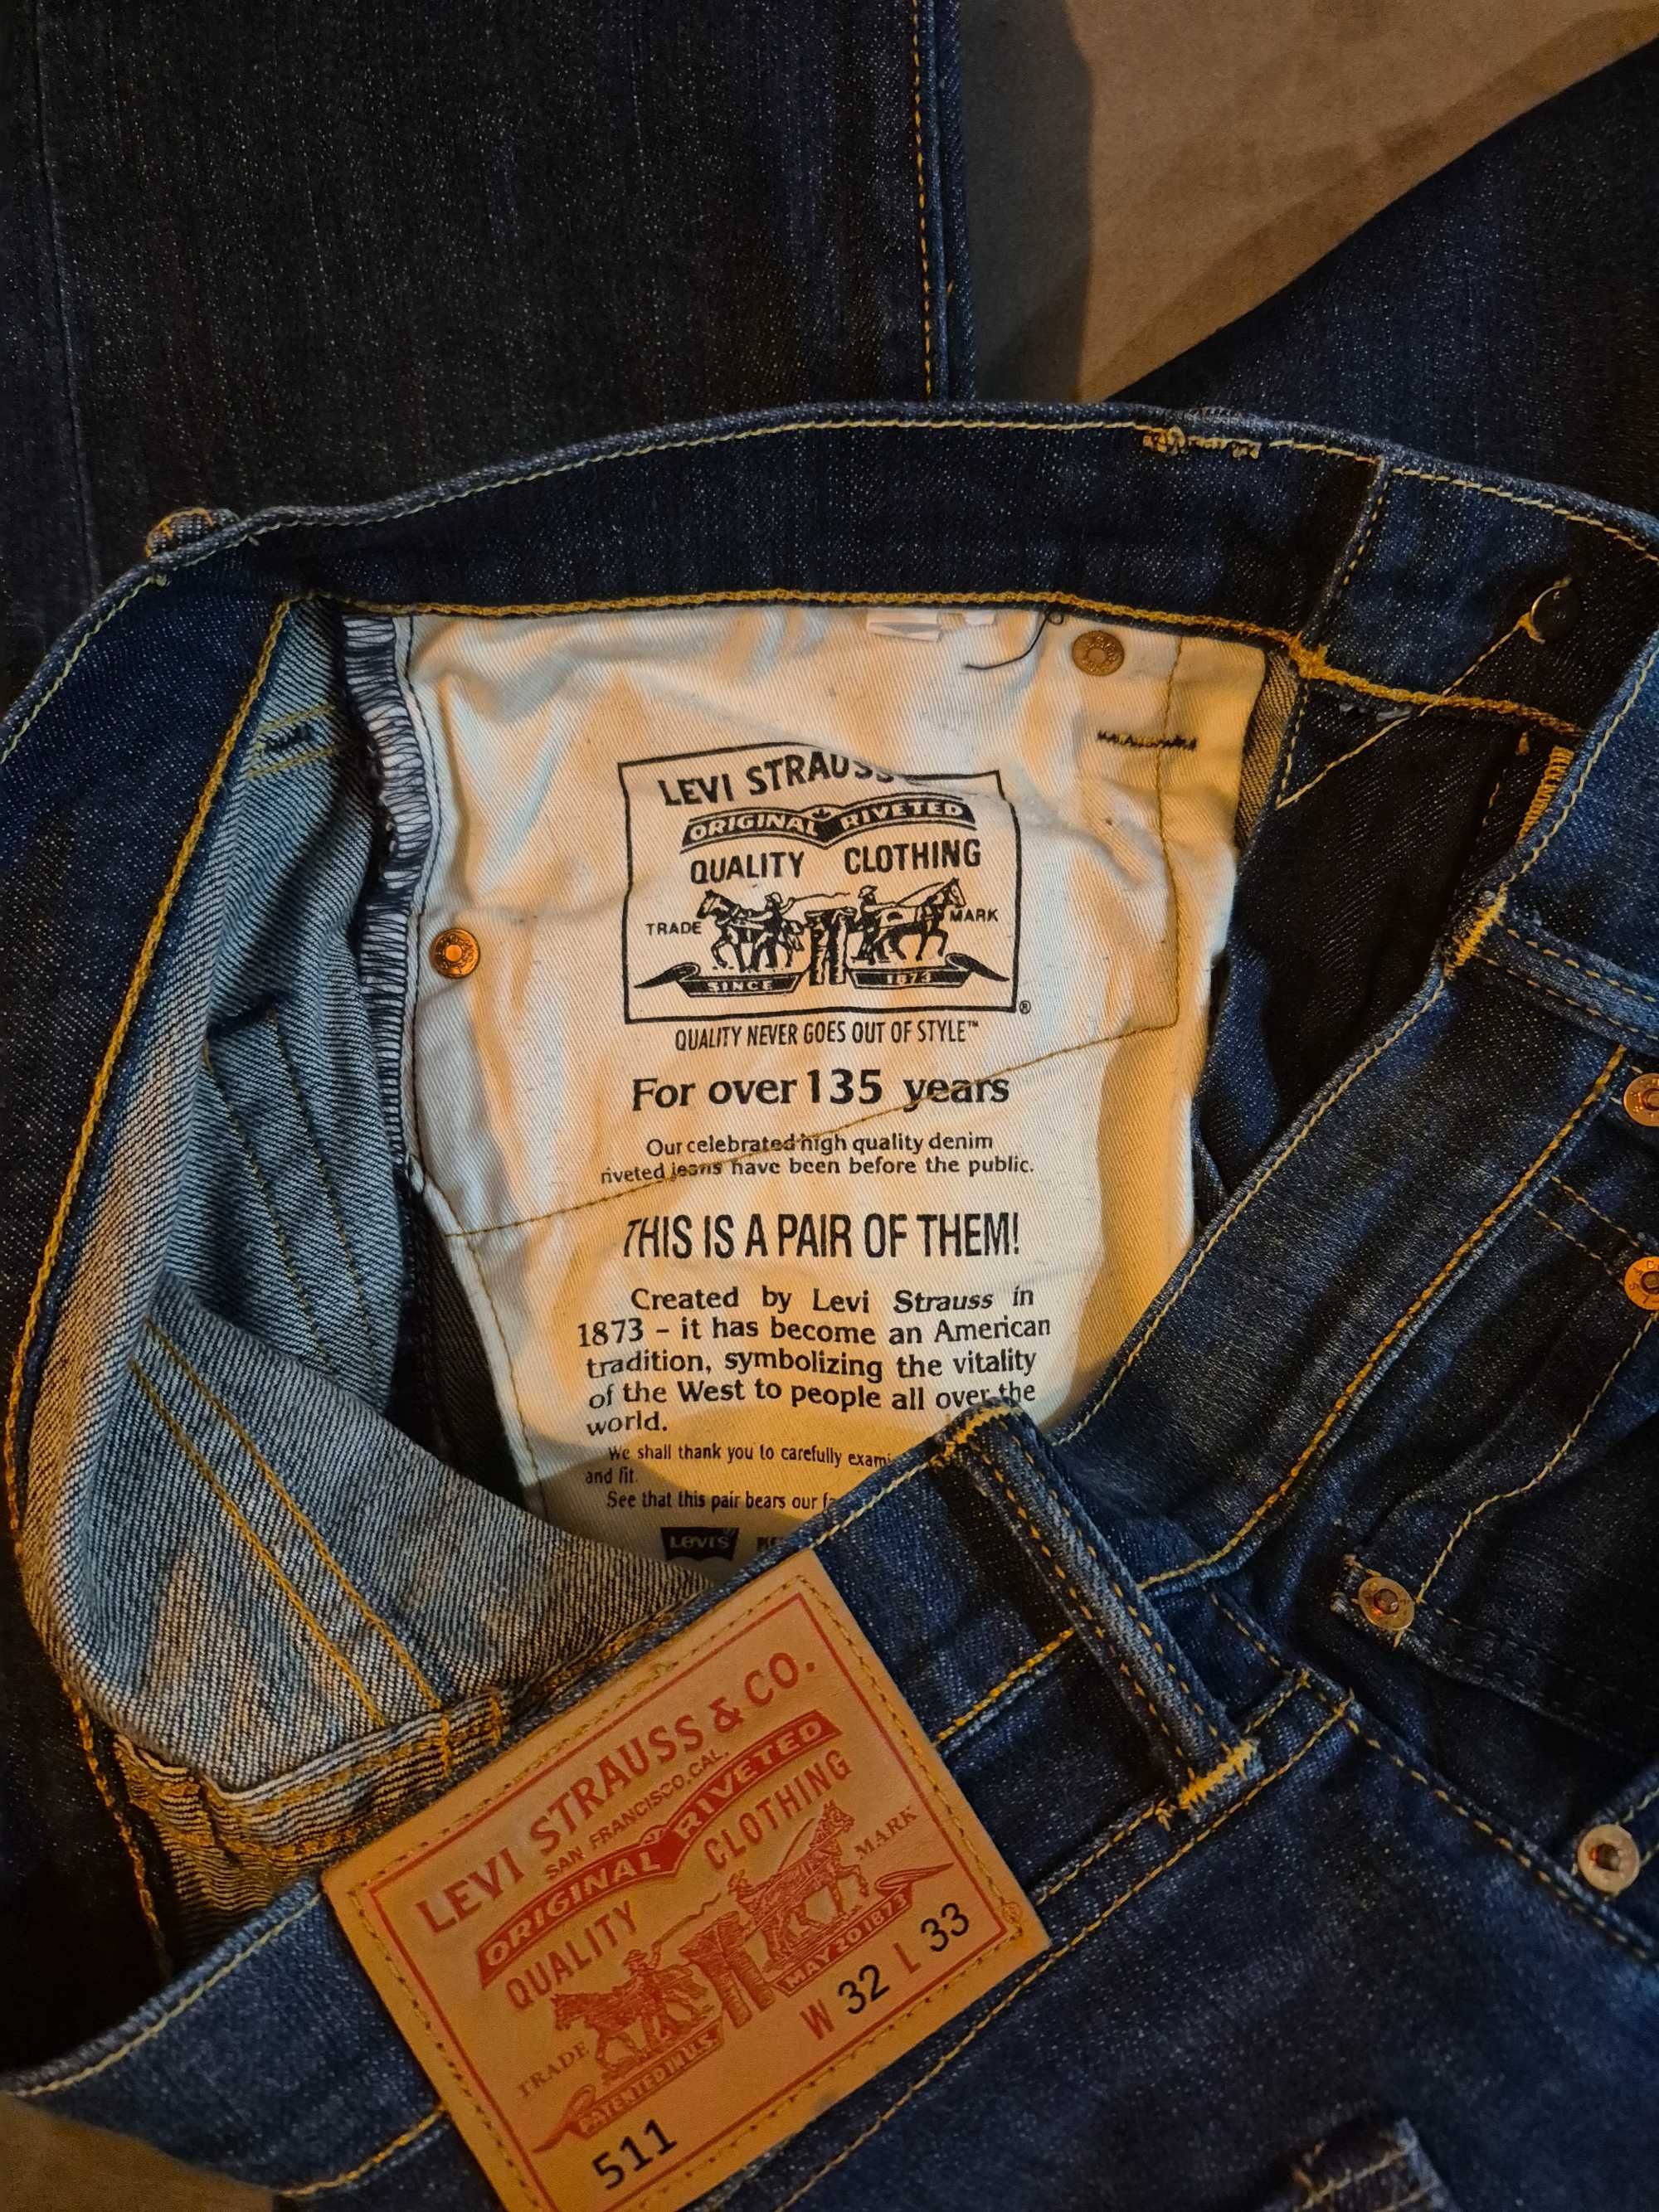 LEVI STRAUSS
ORIGINAL RIVETED
QUALITY CLOTHING
TRADE MARK
SINCE 1873
®
QUALITY NEVER GOES OUT OF STYLE™
For over 135 years
Our celebrated high quality denim
riveted jeans have been before the public.
THIS IS A PAIR OF THEM!
Created by Levi Strauss in
1873 – it has become an American
tradition, symbolizing the vitality
of the West to people all over the
world.
We shall thank you to carefully
and fit.
See that this pair bears our
LEVI'S
LEVI STRAUSS & CO.
SAN FRANCISCO, CAL.
ORIGINAL RIVETED
QUALITY CLOTHING
TRADE MARK
PATENTED IN U.S. MAY 20 1873
W 32 L 33
511